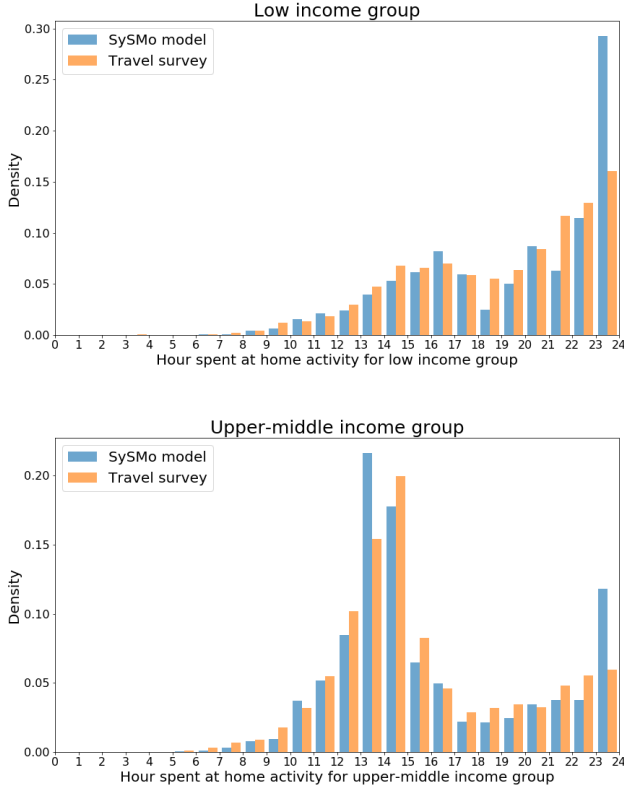 Low income group
SySMo model
Travel survey
0.30
0.25
0.20
0.15
0.10
0.05
0.00
Density
0 1 2 3 4 5 6 7 8 9 10 11 12 13 14 15 16 17 18 19 20 21 22 23 24
Hour spent at home activity for low income group
Upper-middle income group
SySMo model
Travel survey
0.20
0.15
0.10
0.05
0.00
Density
0 1 2 3 4 5 6 7 8 9 10 11 12 13 14 15 16 17 18 19 20 21 22 23 24
Hour spent at home activity for upper-middle income group